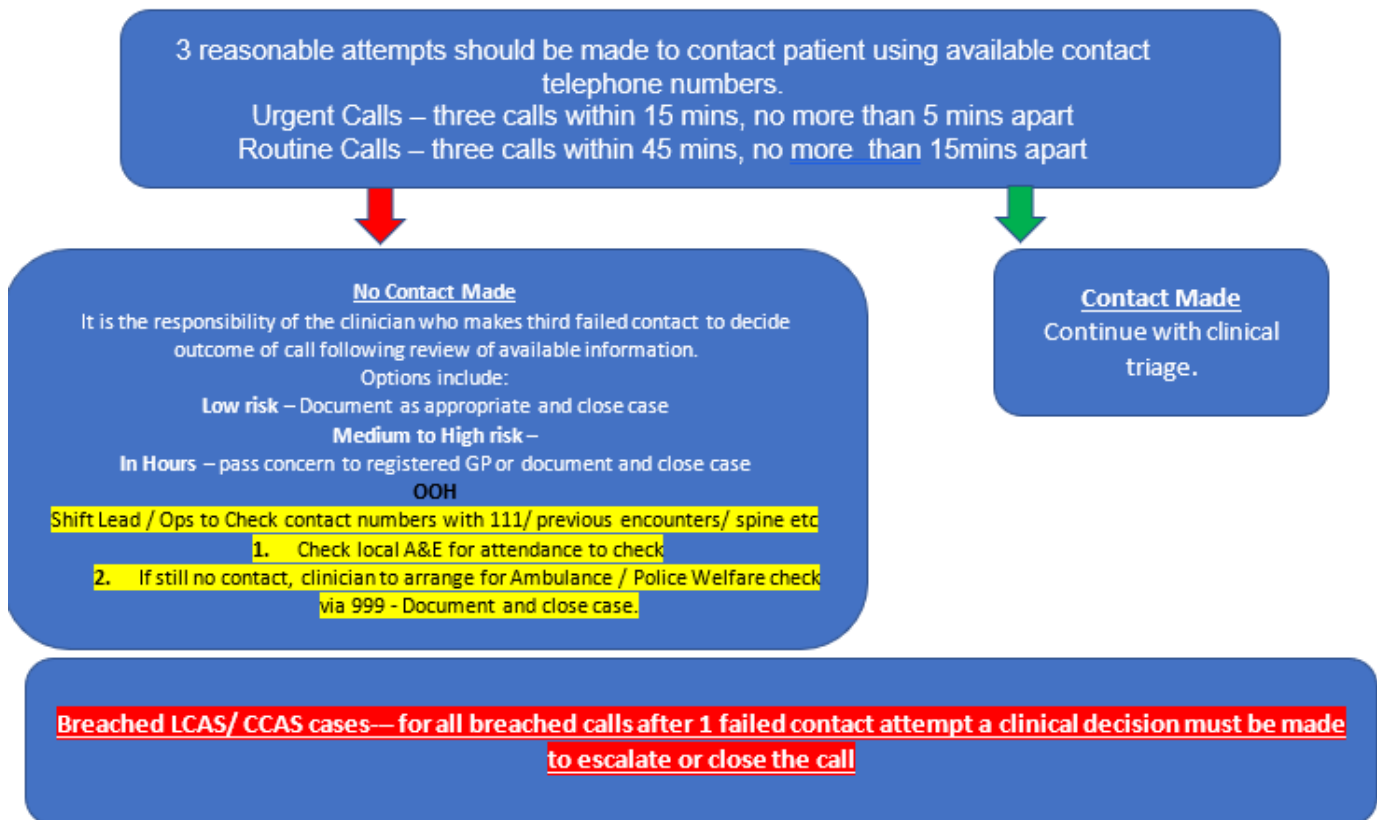 3 reasonable attempts should be made to contact patient using available contact
telephone numbers.
Urgent Calls – three calls within 15 mins, no more than 5 mins apart
Routine Calls – three calls within 45 mins, no more  than 15mins apart
No Contact Made
It is the responsibility of the clinician who makes third failed contact to decide
outcome of call following review of available information.
Options include:
Low risk – Document as appropriate and close case
Medium to High risk –
In Hours – pass concern to registered GP or document and close case
OOH
Shift Lead / Ops to Check contact numbers with 111/ previous encounters/ spine etc
1. Check local A&E for attendance to check
2. If still no contact, clinician to arrange for Ambulance / Police Welfare check
via 999 - Document and close case.
Contact Made
Continue with clinical
triage.
Breached LCAS/ CCAS cases–– for all breached calls after 1 failed contact attempt a clinical decision must be made
to escalate or close the call